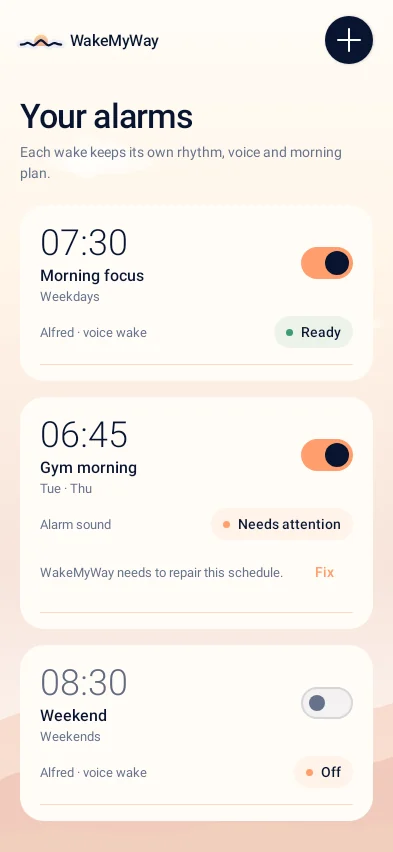 WakeMyWay
Your alarms
Each wake keeps its own rhythm, voice and morning
plan.
07:30
Morning focus
Weekdays
Alfred · voice wake
Ready
06:45
Gym morning
Tue · Thu
Alarm sound
Needs attention
WakeMyWay needs to repair this schedule.
Fix
08:30
Weekend
Weekends
Alfred · voice wake
Off